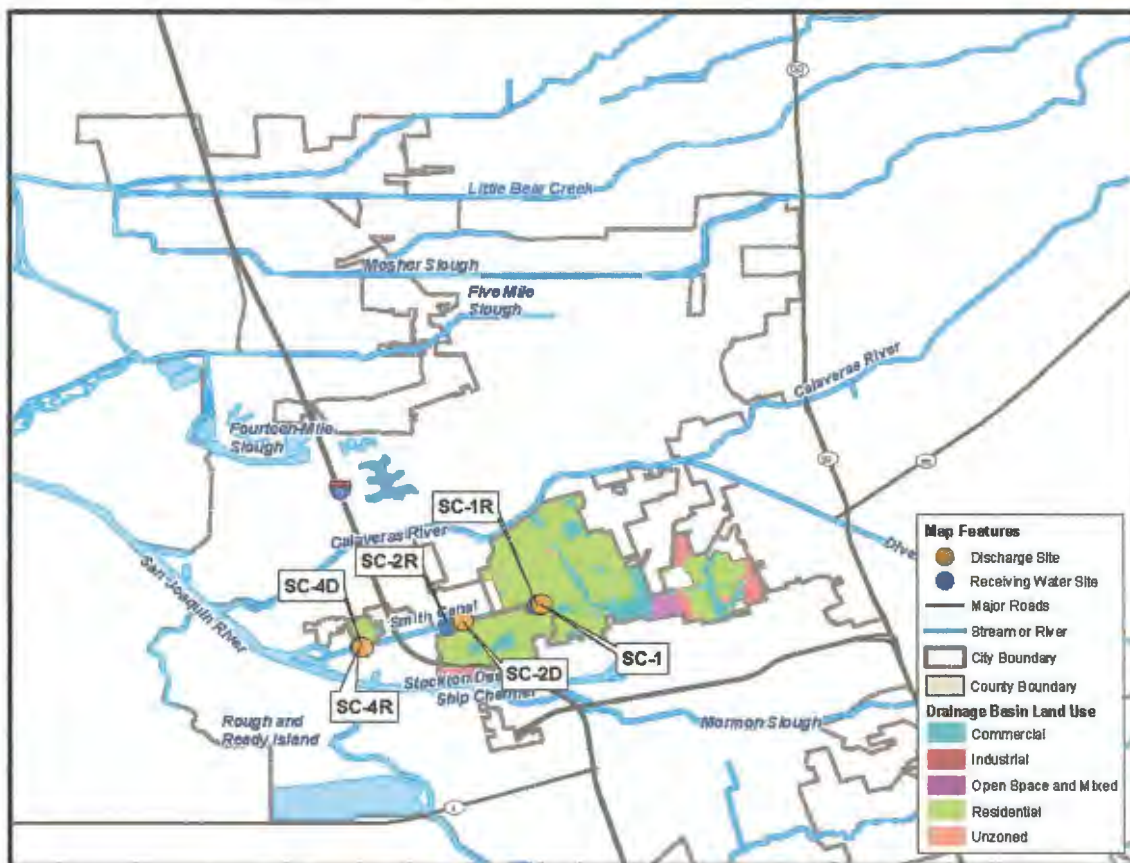 Little Bear Creek
Mosher Slough
Five Mile
Slough
Calaveras River
Fourteen-Mile
Slough
SC-1R
Calaveras River
SC-2R
SC-4D
San Joaquin River
Smith Canal
SC-1
SC-2D
SC-4R
Ship Channel
Mormon Slough
Rough and
Ready Island
Map Features
Discharge Site
Receiving Water Site
Major Roads
Stream or River
City Boundary
County Boundary
Drainage Basin Land Use
Commercial
Industrial
Open Space and Mixed
Residential
Unzoned